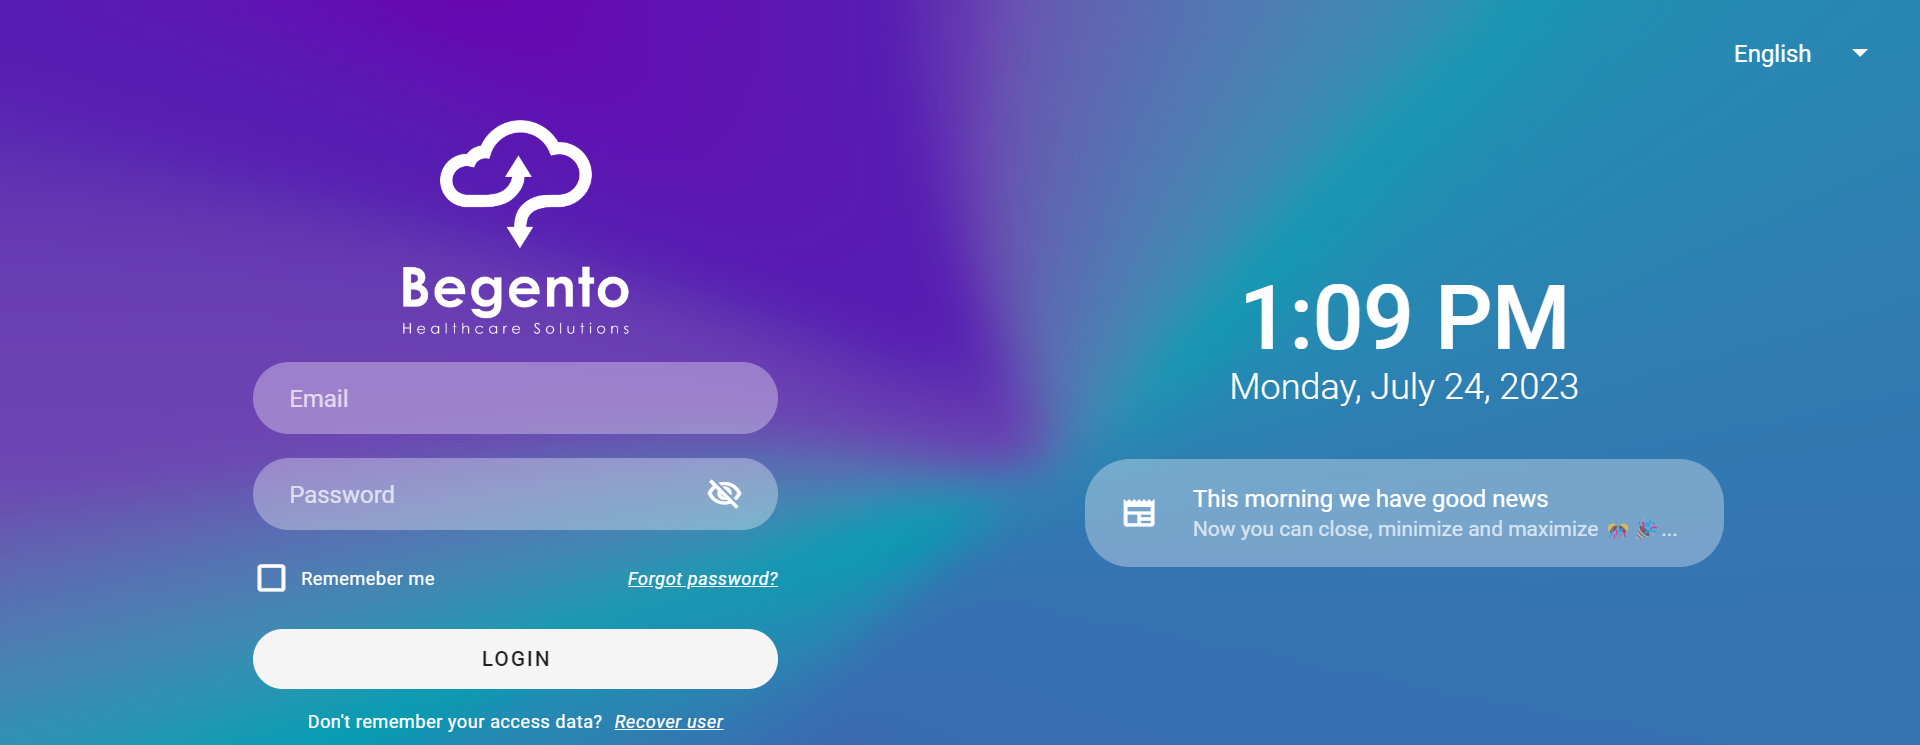 English
Begento
Healthcare Solutions
Email
Password
Rememeber me
Forgot password?
LOGIN
Don't remember your access data? Recover user
1:09 PM
Monday, July 24, 2023
This morning we have good news
Now you can close, minimize and maximize 🎊 🎉 ...